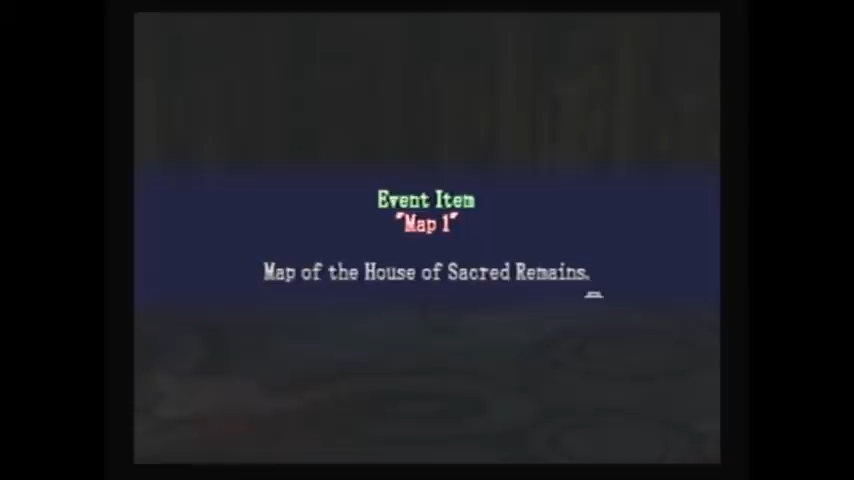 Event Item
"Map 1"
Map of the House of Sacred Remains.